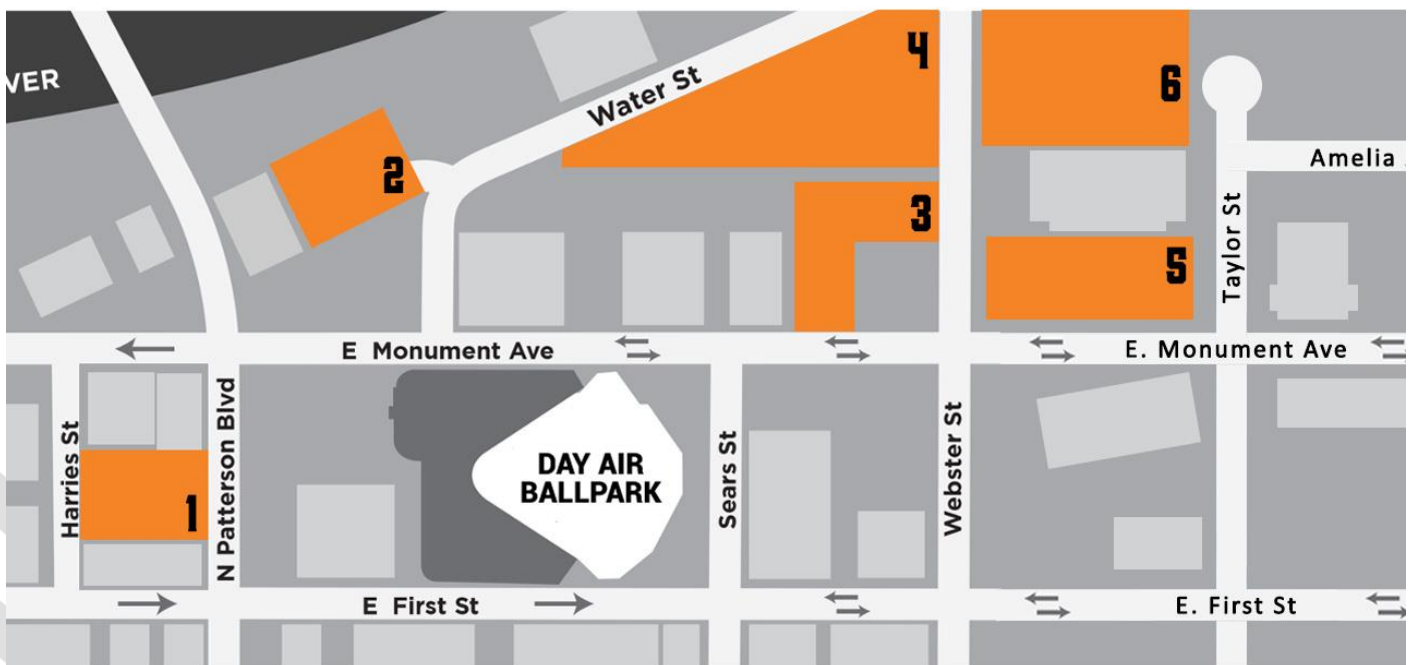 VER
Water St
4
6
Amelia
2
3
Taylor St
5
E Monument Ave
E. Monument Ave
Harries St
1
N Patterson Blvd
DAY AIR
BALLPARK
Sears St
Webster St
E First St
E. First St